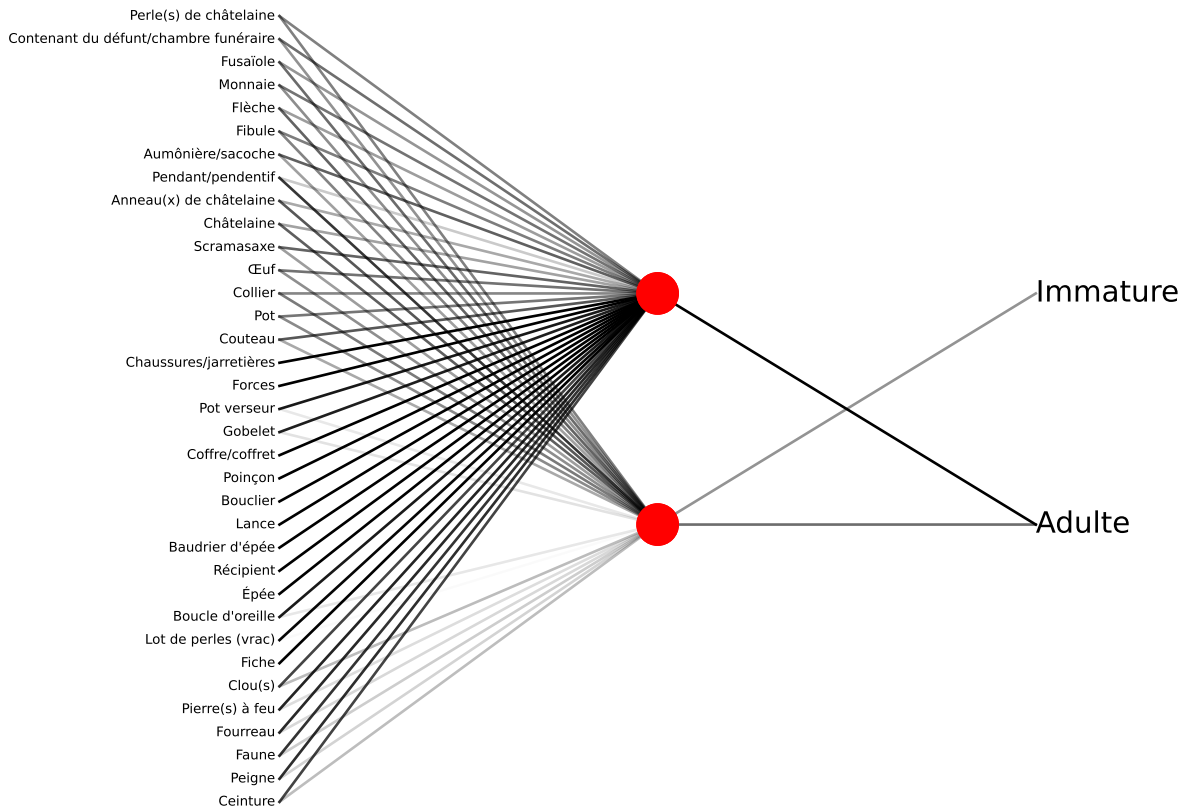 Perle(s) de châtelaine
Contenant du défunt/chambre funéraire
Fusaïole
Monnaie
Flèche
Fibule
Aumônière/sacoche
Pendant/pendentif
Anneau(x) de châtelaine
Châtelaine
Scramasaxe
Œuf
Collier
Pot
Couteau
Chaussures/jarretières
Forces
Pot verseur
Gobelet
Coffre/coffret
Poinçon
Bouclier
Lance
Baudrier d'épée
Récipient
Épée
Boucle d'oreille
Lot de perles (vrac)
Fiche
Clou(s)
Pierre(s) à feu
Fourreau
Faune
Peigne
Ceinture
Immature
Adulte